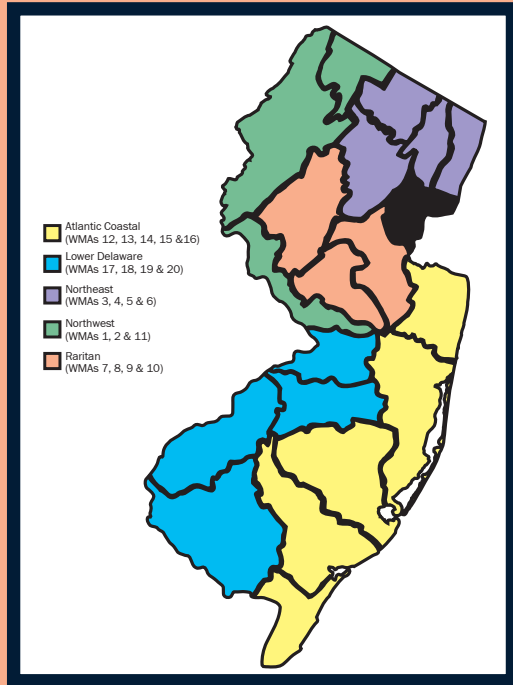 Atlantic Coastal
(WMAs 12, 13, 14, 15 &16)
Lower Delaware
(WMAs 17, 18, 19 & 20)
Northeast
(WMAs 3, 4, 5 & 6)
Northwest
(WMAs 1, 2 & 11)
Raritan
(WMAs 7, 8, 9 & 10)